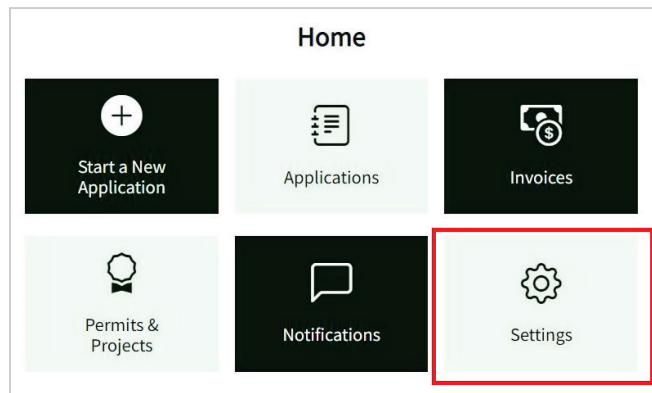 Home
Start a New
Application
Applications
Invoices
Permits &
Projects
Notifications
Settings